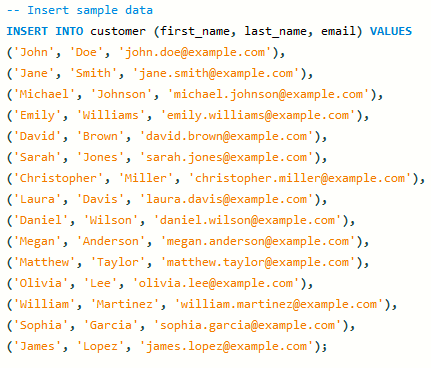 -- Insert sample data
INSERT INTO customer (first_name, last_name, email) VALUES
('John', 'Doe', 'john.doe@example.com'),
('Jane', 'Smith', 'jane.smith@example.com'),
('Michael', 'Johnson', 'michael.johnson@example.com'),
('Emily', 'Williams', 'emily.williams@example.com'),
('David', 'Brown', 'david.brown@example.com'),
('Sarah', 'Jones', 'sarah.jones@example.com'),
('Christopher', 'Miller', 'christopher.miller@example.com'),
('Laura', 'Davis', 'laura.davis@example.com'),
('Daniel', 'Wilson', 'daniel.wilson@example.com'),
('Megan', 'Anderson', 'megan.anderson@example.com'),
('Matthew', 'Taylor', 'matthew.taylor@example.com'),
('Olivia', 'Lee', 'olivia.lee@example.com'),
('William', 'Martinez', 'william.martinez@example.com'),
('Sophia', 'Garcia', 'sophia.garcia@example.com'),
('James', 'Lopez', 'james.lopez@example.com');